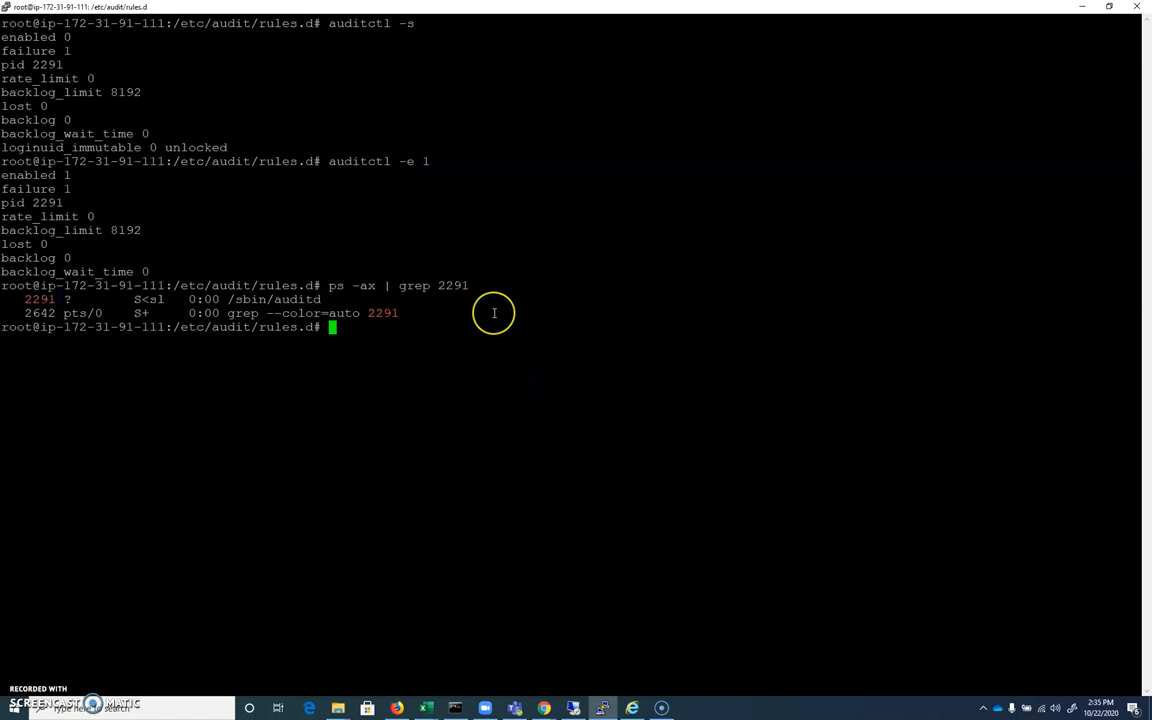 root@ip-172-31-91-111: /etc/audit/rules.d
root@ip-172-31-91-111:/etc/audit/rules.d# auditctl -s
enabled 0
failure 1
pid 2291
rate_limit 0
backlog_limit 8192
lost 0
backlog 0
backlog_wait_time 0
loginuid_immutable 0 unlocked
root@ip-172-31-91-111:/etc/audit/rules.d# auditctl -e 1
enabled 1
failure 1
pid 2291
rate_limit 0
backlog_limit 8192
lost 0
backlog 0
backlog_wait_time 0
root@ip-172-31-91-111:/etc/audit/rules.d# ps -ax | grep 2291
2291 ? S<sl 0:00 /sbin/auditd
2642 pts/0 S+ 0:00 grep --color=auto 2291
root@ip-172-31-91-111:/etc/audit/rules.d#
RECORDED WITH
SCREENCAST MATIC
Type here to search
2:35 PM
10/22/2020